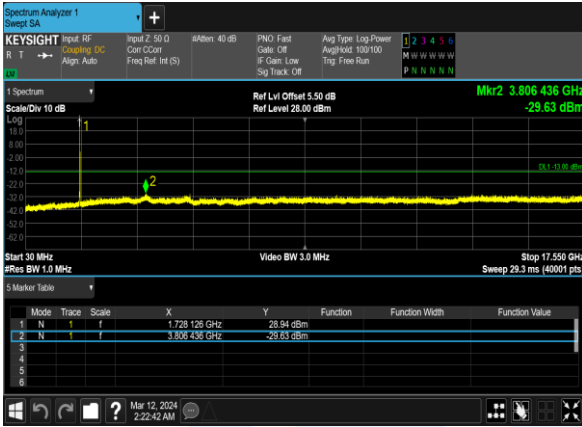 Spectrum Analyzer 1
Swept SA
KEYSIGHT
R T
LV
Input: RF
Coupling: DC
Align: Auto
Input Z: 50 Ω
Corr CCorr
Freq Ref: Int (S)
#Atten: 40 dB
PNO: Fast
Gate: Off
IF Gain: Low
Sig Track: Off
Avg Type: Log-Power
Avg|Hold: 100/100
Trig: Free Run
1 2 3 4 5 6
M W W W W W
P N N N N N
1 Spectrum
Scale/Div 10 dB
Ref Lvl Offset 5.50 dB
Ref Level 28.00 dBm
Mkr2 3.806 436 GHz
-29.63 dBm
Log
18.0
8.00
-2.00
-12.0
-22.0
-32.0
-42.0
-52.0
-62.0
1
2
DL1 -13.00 dBm
Start 30 MHz
#Res BW 1.0 MHz
Video BW 3.0 MHz
Stop 17.550 GHz
Sweep 29.3 ms (40001 pts
5 Marker Table
Mode Trace Scale X Y Function Function Width Function Value
1 N 1 f 1.728 126 GHz 28.94 dBm
2 N 1 f 3.806 436 GHz -29.63 dBm
3
4
5
6
?
Mar 12, 2024
2:22:42 AM